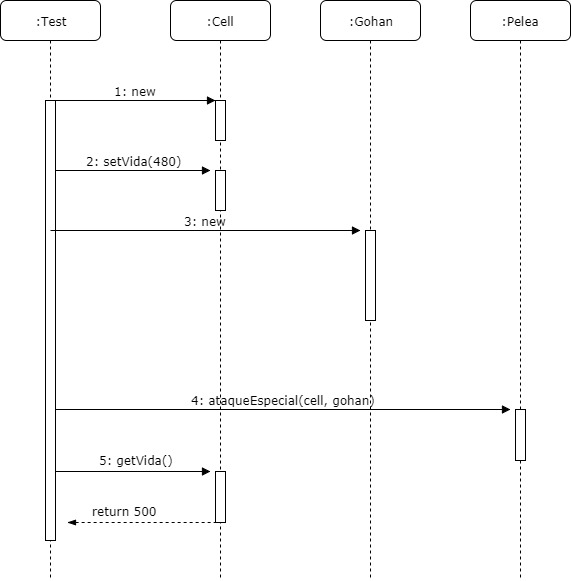 :Test
:Cell
:Gohan
:Pelea
1: new
2: setVida(480)
3: new
4: ataqueEspecial(cell, gohan)
5: getVida()
return 500